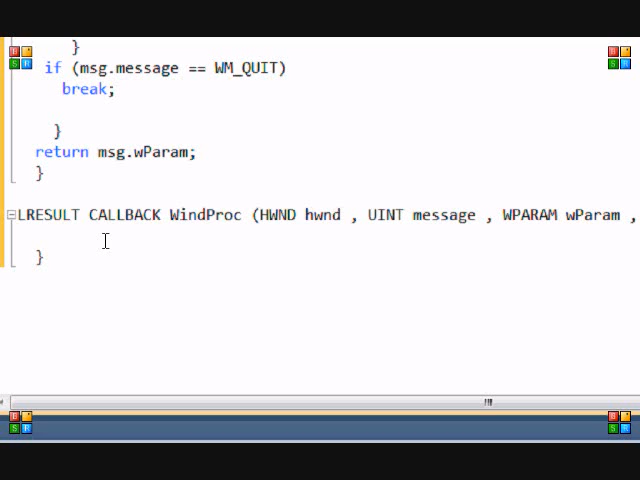 }
if (msg.message == WM_QUIT)
break;
}
return msg.wParam;
}
LRESULT CALLBACK WindProc (HWND hwnd , UINT message , WPARAM wParam ,
}